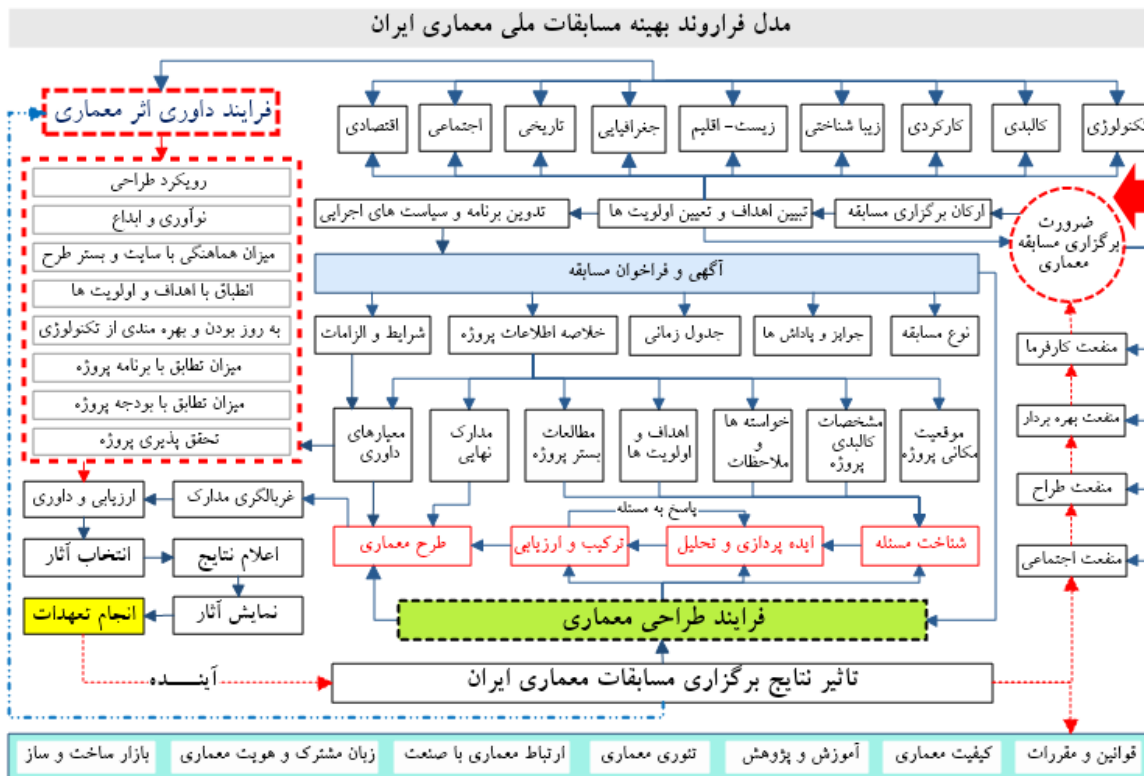 مدل فراروند بهینه مسابقات ملی معماری ایران
تکنولوژی
کالبدی
کارکردی
زیبا شناختی
زیست- اقلیم
جغرافیایی
تاریخی
اجتماعی
اقتصادی
فرایند داوری اثر معماری
رویکرد طراحی
نوآوری و ابداع
میزان هماهنگی با سایت و بستر طرح
انطباق با اهداف و اولویت ها
به روز بودن و بهره مندی از تکنولوژی
میزان تطابق با برنامه پروژه
میزان تطابق با بودجه پروژه
تحقق پذیری پروژه
ضرورت
برگزاری مسابقه
معماری
ارکان برگزاری مسابقه
تبیین اهداف و تعیین اولویت ها
تدوین برنامه و سیاست های اجرایی
آگهی و فراخوان مسابقه
نوع مسابقه
جوایز و پاداش ها
جدول زمانی
خلاصه اطلاعات پروژه
شرایط و الزامات
منفعت کارفرما
منفعت بهره بردار
منفعت طراح
منفعت اجتماعی
موقعیت
مکانی پروژه
مشخصات
کالبدی
پروژه
خواسته ها
و
ملاحظات
اهداف و
اولویت ها
مطالعات
بستر پروژه
مدارک
نهایی
معیارهای
داوری
پاسخ به مسئله
شناخت مسئله
ایده پردازی و تحلیل
ترکیب و ارزیابی
طرح معماری
غربالگری مدارک
ارزیابی و داوری
انتخاب آثار
اعلام نتایج
نمایش آثار
انجام تعهدات
فرایند طراحی معماری
آینـــده
تاثیر نتایج برگزاری مسابقات معماری ایران
قوانین و مقررات
کیفیت معماری
آموزش و پژوهش
تئوری معماری
ارتباط معماری با صنعت
زبان مشترک و هویت معماری
بازار ساخت و ساز